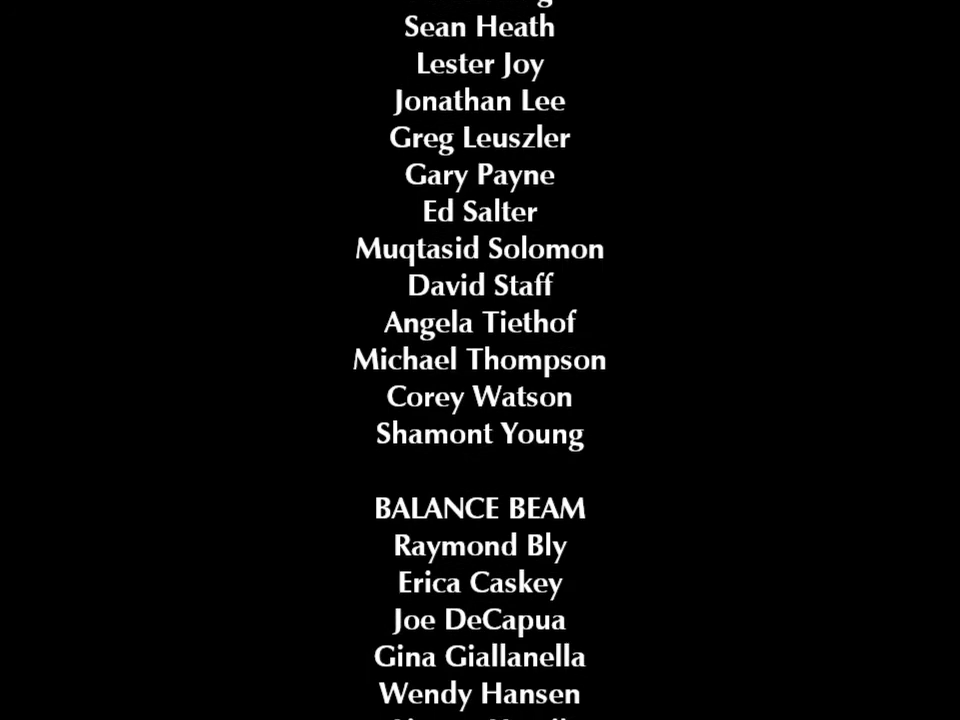 Sean Heath
Lester Joy
Jonathan Lee
Greg Leuszler
Gary Payne
Ed Salter
Muqtasid Solomon
David Staff
Angela Tiethof
Michael Thompson
Corey Watson
Shamont Young
BALANCE BEAM
Raymond Bly
Erica Caskey
Joe DeCapua
Gina Giallanella
Wendy Hansen